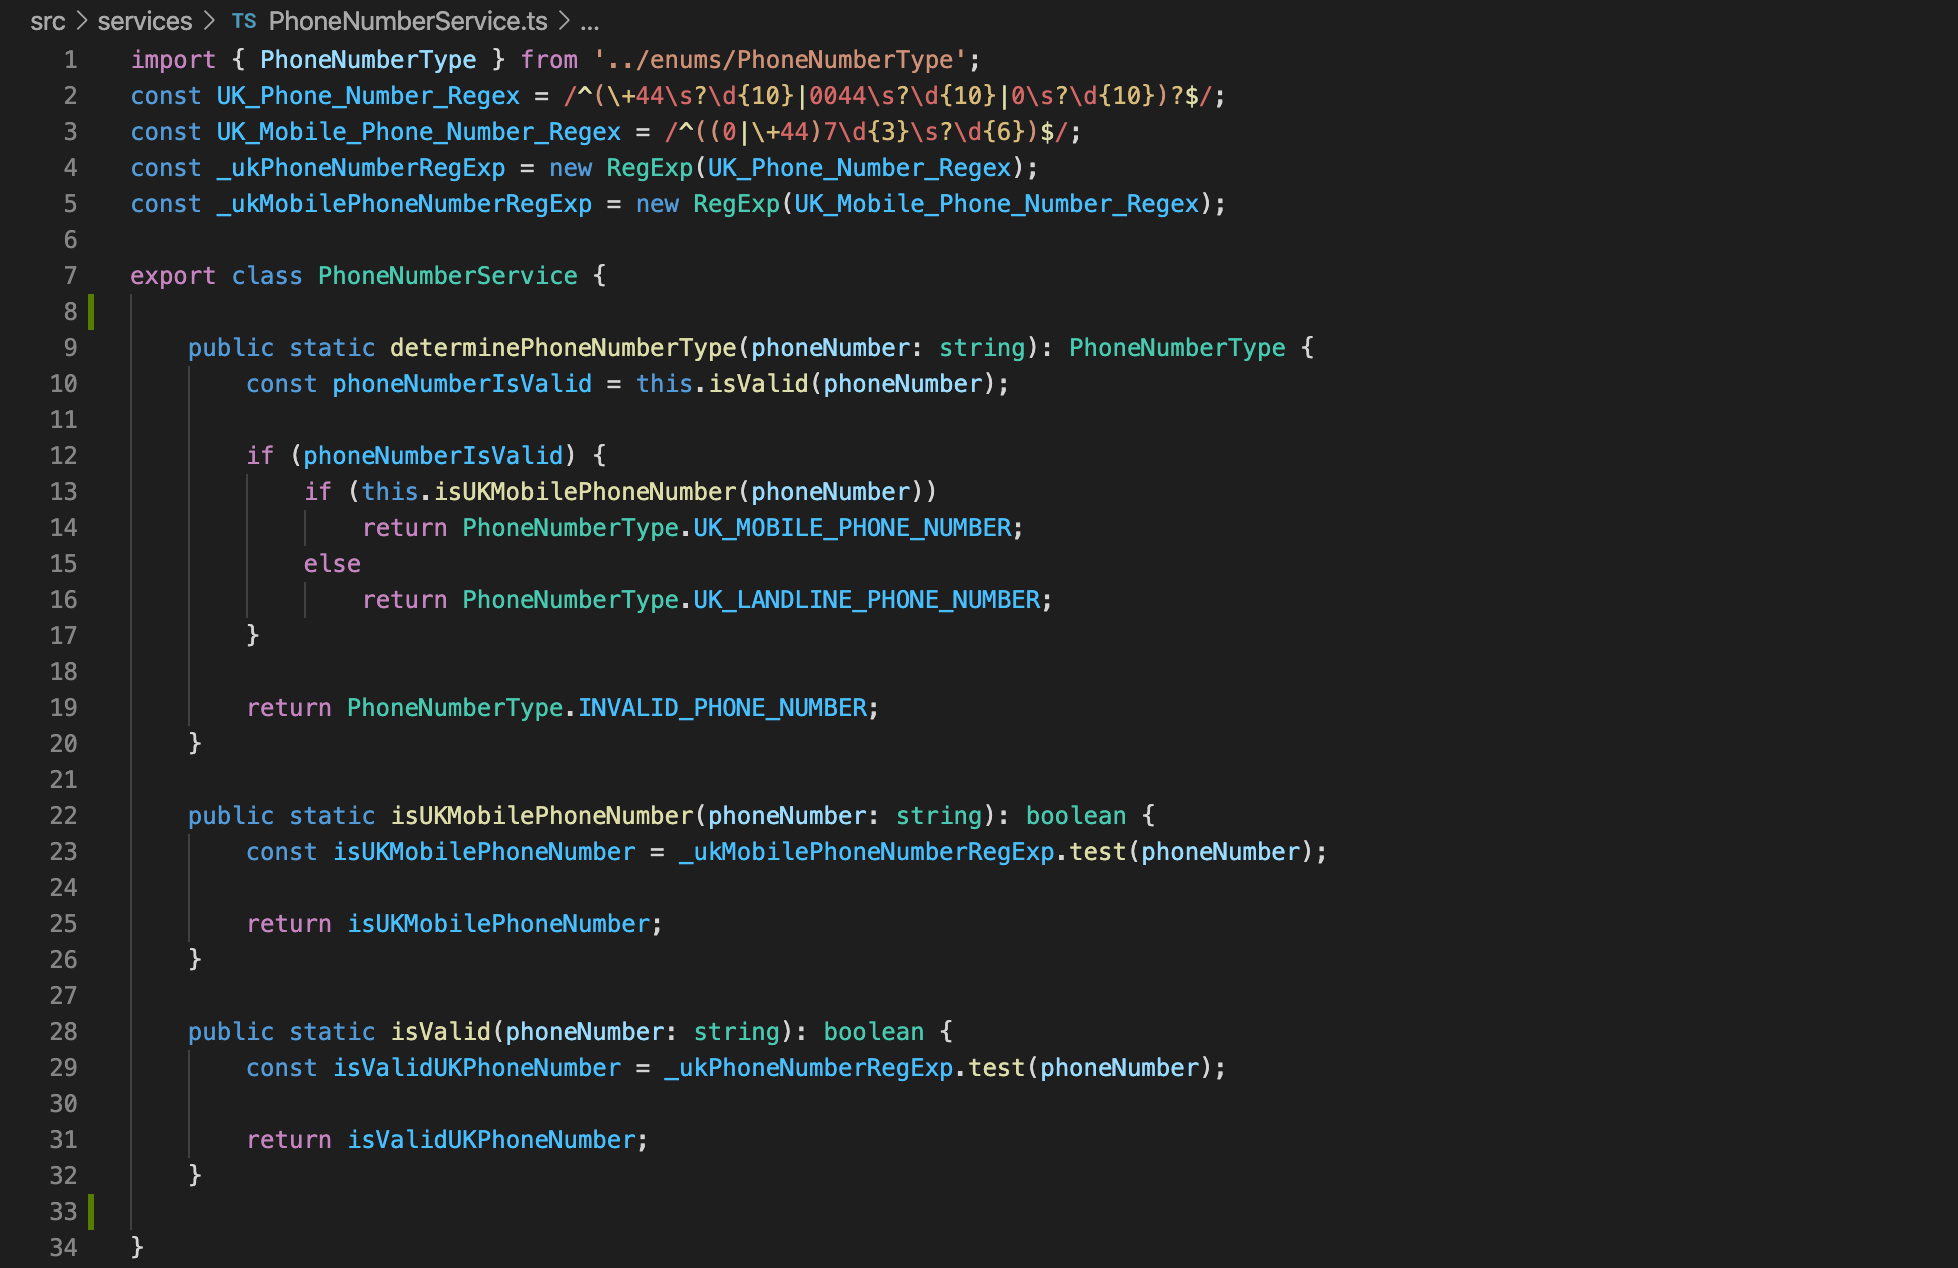 src > services > TS PhoneNumberService.ts > ...
1 import { PhoneNumberType } from '../enums/PhoneNumberType';
2 const UK_Phone_Number_Regex = /^(\+44\s?\d{10}|0044\s?\d{10}|0\s?\d{10})?$/;
3 const UK_Mobile_Phone_Number_Regex = /^((0|\+44)7\d{3}\s?\d{6})$/;
4 const _ukPhoneNumberRegExp = new RegExp(UK_Phone_Number_Regex);
5 const _ukMobilePhoneNumberRegExp = new RegExp(UK_Mobile_Phone_Number_Regex);
6
7 export class PhoneNumberService {
8
9     public static determinePhoneNumberType(phoneNumber: string): PhoneNumberType {
10         const phoneNumberIsValid = this.isValid(phoneNumber);
11
12         if (phoneNumberIsValid) {
13             if (this.isUKMobilePhoneNumber(phoneNumber))
14                 return PhoneNumberType.UK_MOBILE_PHONE_NUMBER;
15             else
16                 return PhoneNumberType.UK_LANDLINE_PHONE_NUMBER;
17         }
18
19         return PhoneNumberType.INVALID_PHONE_NUMBER;
20     }
21
22     public static isUKMobilePhoneNumber(phoneNumber: string): boolean {
23         const isUKMobilePhoneNumber = _ukMobilePhoneNumberRegExp.test(phoneNumber);
24
25         return isUKMobilePhoneNumber;
26     }
27
28     public static isValid(phoneNumber: string): boolean {
29         const isValidUKPhoneNumber = _ukPhoneNumberRegExp.test(phoneNumber);
30
31         return isValidUKPhoneNumber;
32     }
33
34 }